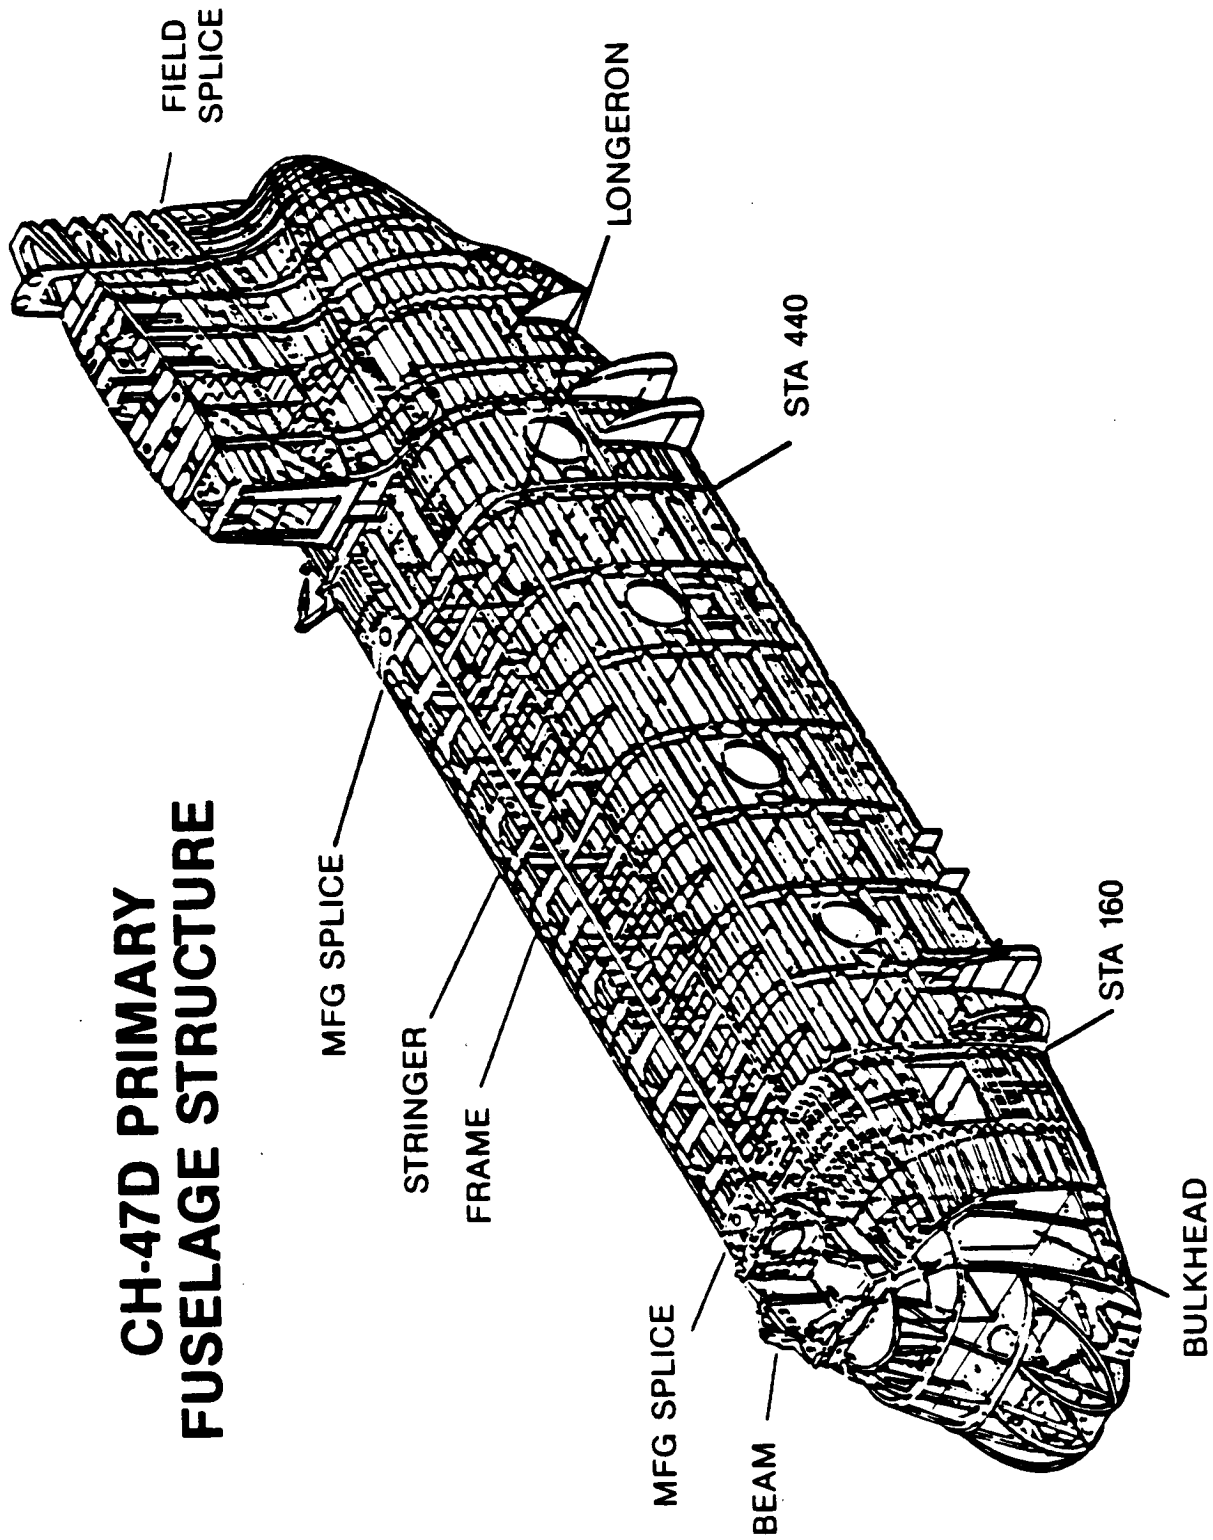 CH-47D PRIMARY
FUSELAGE STRUCTURE
MFG SPLICE
STRINGER
FRAME
MFG SPLICE
BEAM
BULKHEAD
STA 160
STA 440
LONGERON
FIELD
SPLICE